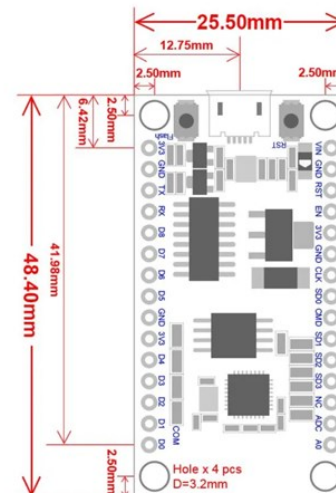 25.50mm
12.75mm
2.50mm
2.50mm
2.50mm
6.42mm
41.98mm
48.40mm
2.50mm
Flash
RST
3V3
GND
TX
RX
D8
D7
D6
D5
GND
3V3
D4
D3
D2
D1
D0
COM
VIN
GND
RST
EN
3V3
GND
CLK
SD0
CMD
SD1
SD2
SD3
NC
ADC
A0
Hole x 4 pcs
D=3.2mm